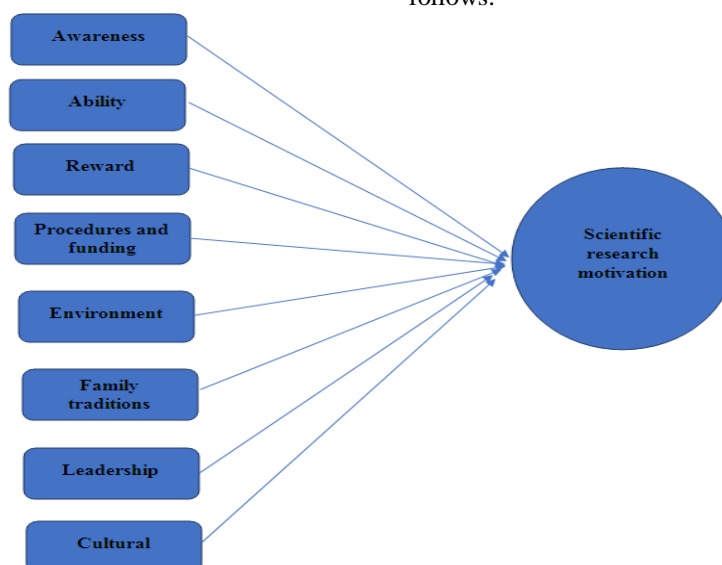 follows:
Awareness
Ability
Reward
Procedures and
funding
Environment
Family
traditions
Leadership
Cultural
Scientific
research
motivation